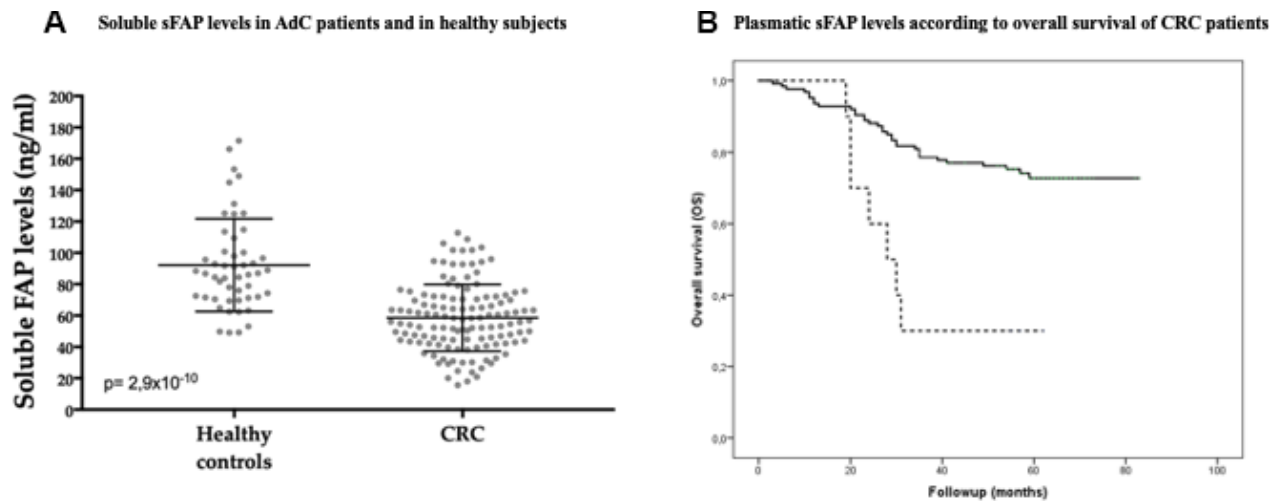 A Soluble sFAP levels in AdC patients and in healthy subjects
Soluble FAP levels (ng/ml)
200
180
160
140
120
100
80
60
40
20
0
p= 2,9x10⁻¹⁰
Healthy
controls
CRC
B Plasmatic sFAP levels according to overall survival of CRC patients
Overall survival (OS)
1,0
0,8
0,6
0,4
0,2
0,0
0 20 40 60 80 100
Followup (months)